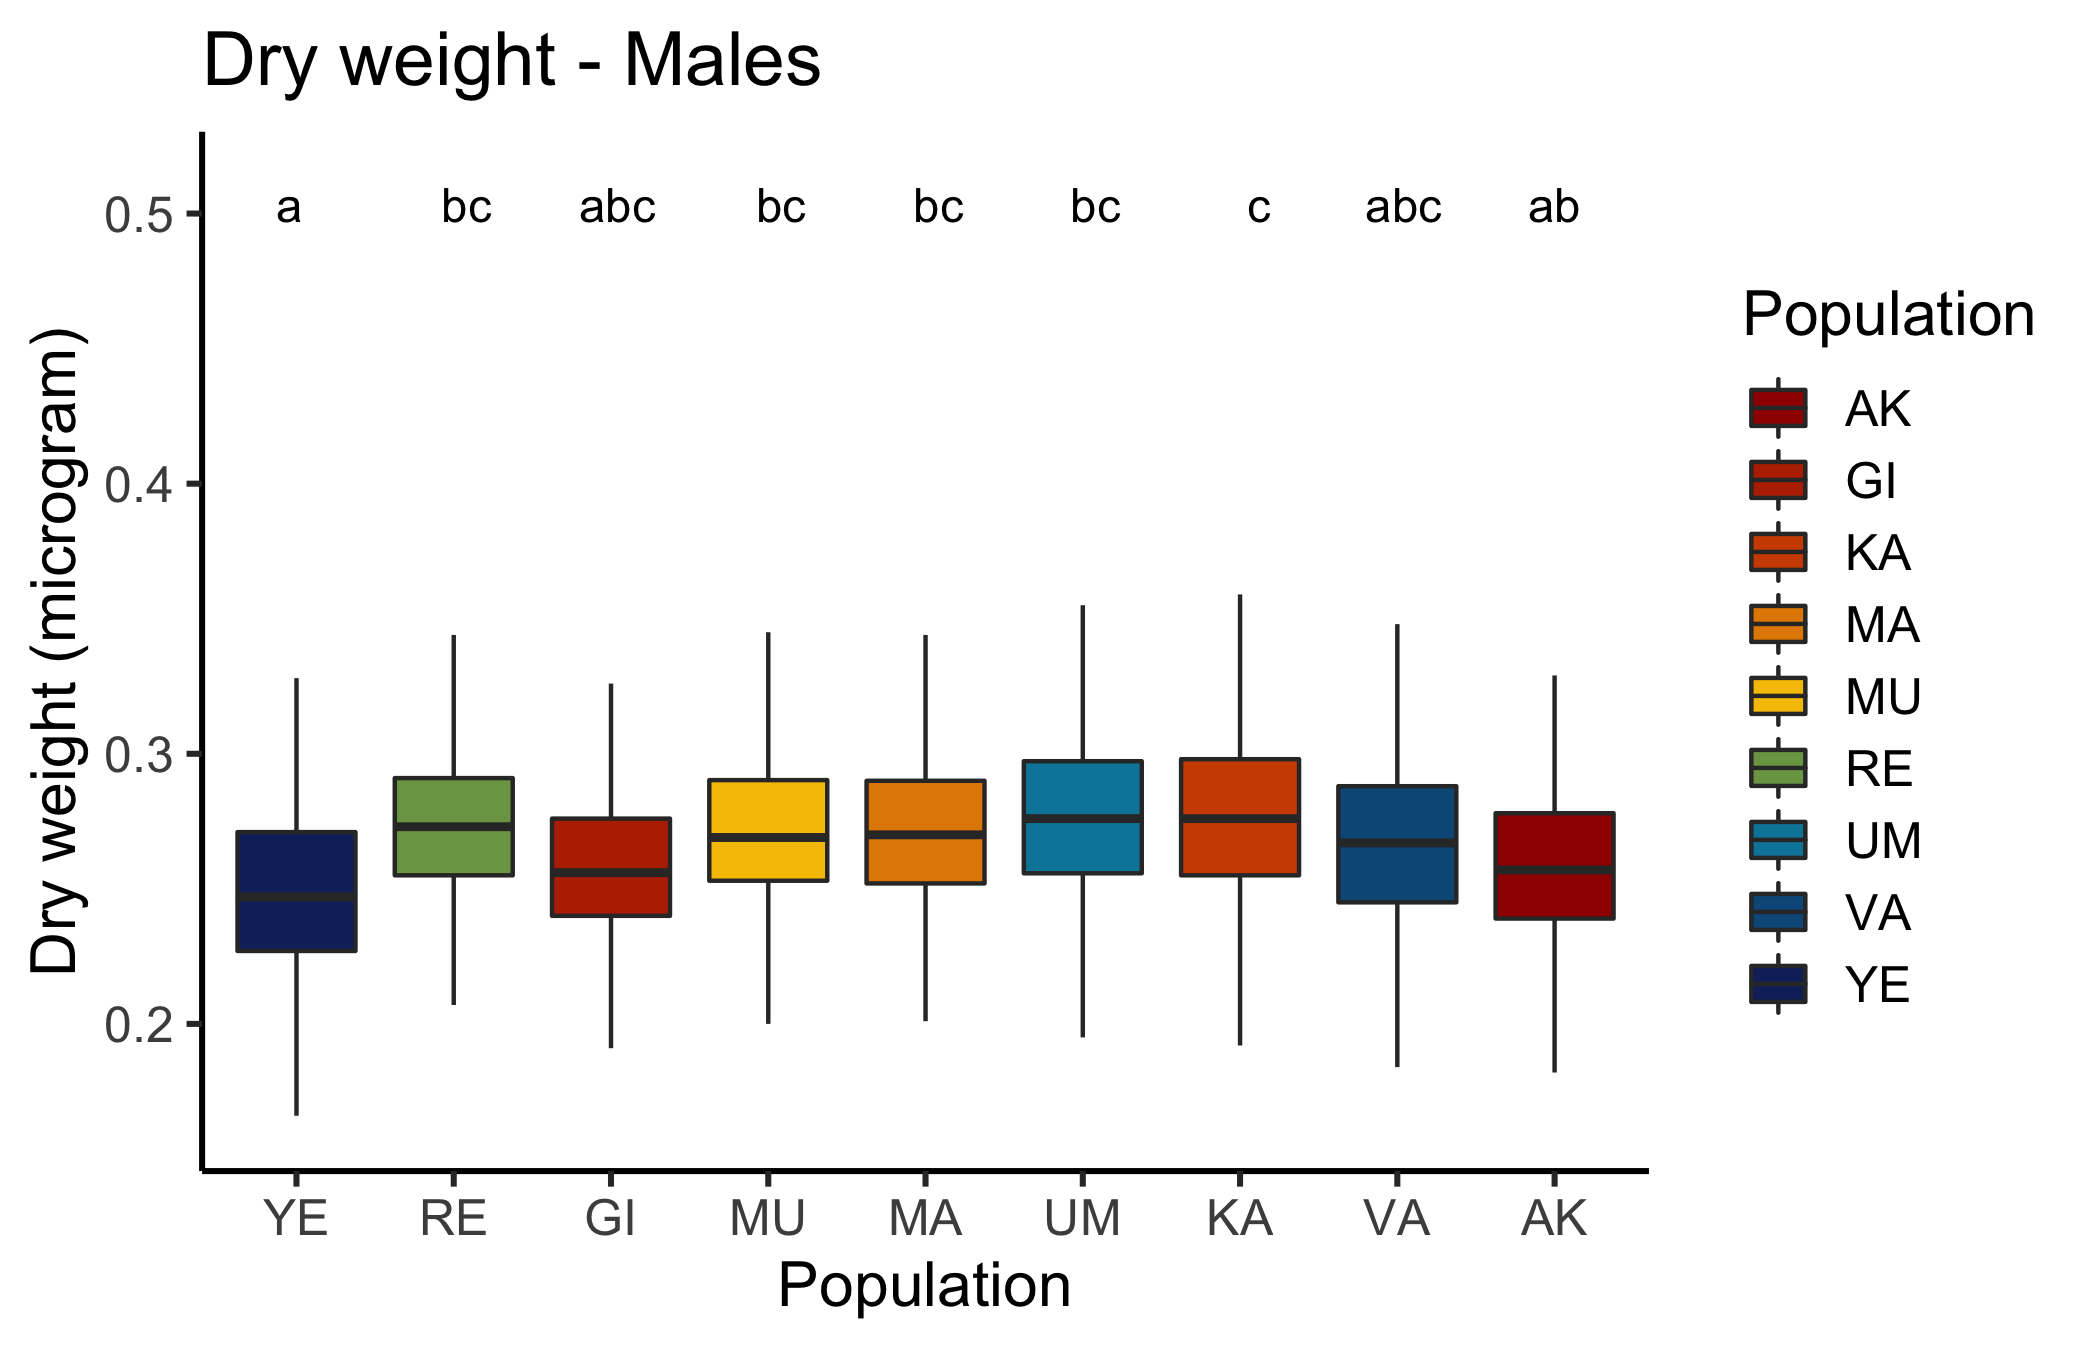 Dry weight - Males
Dry weight (microgram)
0.5
0.4
0.3
0.2
a bc abc bc bc bc c abc ab
YE RE GI MU MA UM KA VA AK
Population
Population
AK
GI
KA
MA
MU
RE
UM
VA
YE